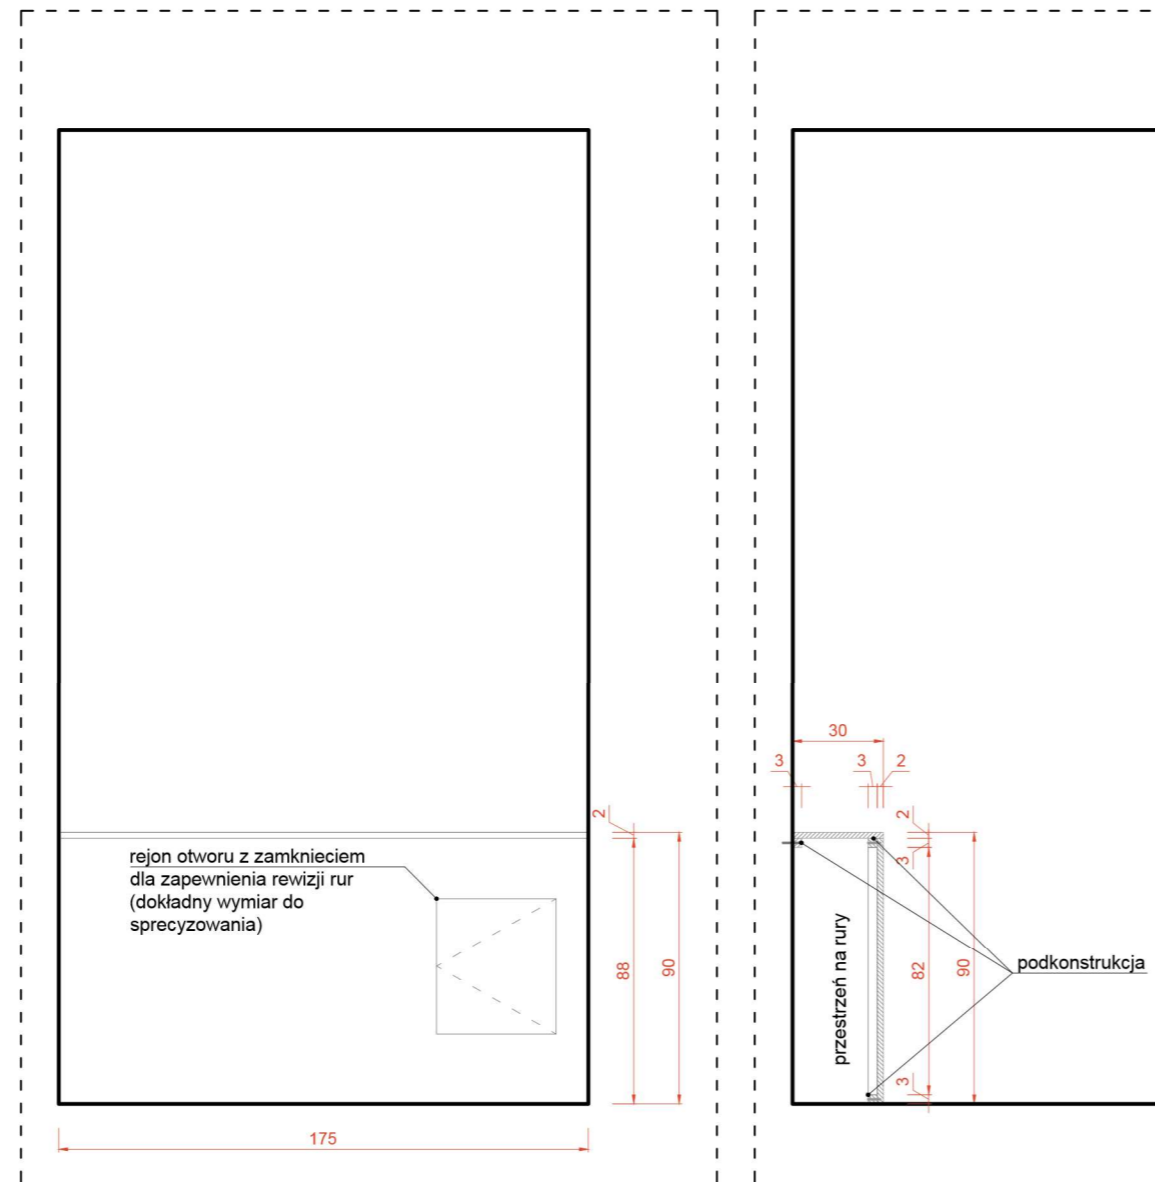 rejon otworu z zamknieciem
dla zapewnienia rewizji rur
(dokładny wymiar do
sprecyzowania)
2
88
90
175
30
3
3
2
2
3
przestrzeń na rury
82
90
podkonstrukcja
3